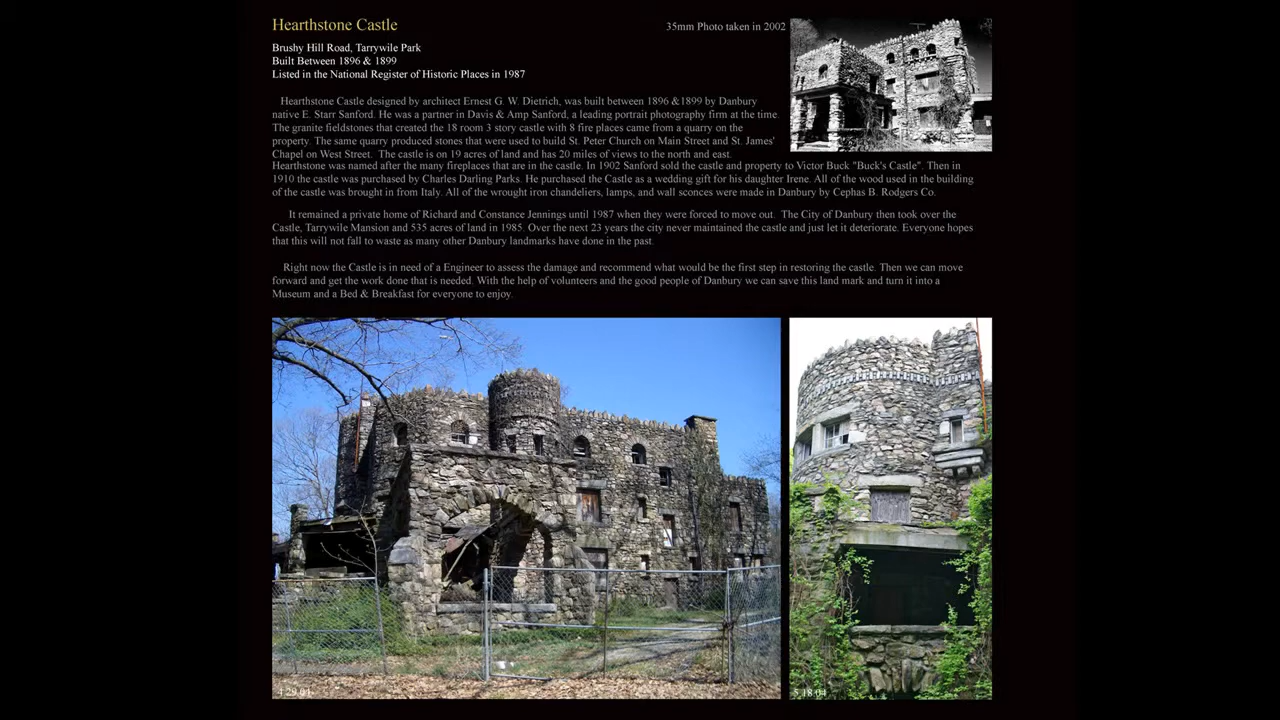 Hearthstone Castle
35mm Photo taken in 2002
Brushy Hill Road, Tarrywile Park
Built Between 1896 & 1899
Listed in the National Register of Historic Places in 1987
Hearthstone Castle designed by architect Ernest G. W. Dietrich, was built between 1896 &1899 by Danbury
native E. Starr Sanford. He was a partner in Davis & Amp Sanford, a leading portrait photography firm at the time.
The granite fieldstones that created the 18 room 3 story castle with 8 fire places came from a quarry on the
property. The same quarry produced stones that were used to build St. Peter Church on Main Street and St. James'
Chapel on West Street. The castle is on 19 acres of land and has 20 miles of views to the north and east.
Hearthstone was named after the many fireplaces that are in the castle. In 1902 Sanford sold the castle and property to Victor Buck "Buck's Castle". Then in
1910 the castle was purchased by Charles Darling Parks. He purchased the Castle as a wedding gift for his daughter Irene. All of the wood used in the building
of the castle was brought in from Italy. All of the wrought iron chandeliers, lamps, and wall sconces were made in Danbury by Cephas B. Rodgers Co.
It remained a private home of Richard and Constance Jennings until 1987 when they were forced to move out. The City of Danbury then took over the
Castle, Tarrywile Mansion and 535 acres of land in 1985. Over the next 23 years the city never maintained the castle and just let it deteriorate. Everyone hopes
that this will not fall to waste as many other Danbury landmarks have done in the past.
Right now the Castle is in need of a Engineer to assess the damage and recommend what would be the first step in restoring the castle. Then we can move
forward and get the work done that is needed. With the help of volunteers and the good people of Danbury we can save this land mark and turn it into a
Museum and a Bed & Breakfast for everyone to enjoy.
4.29.04
5.18.04